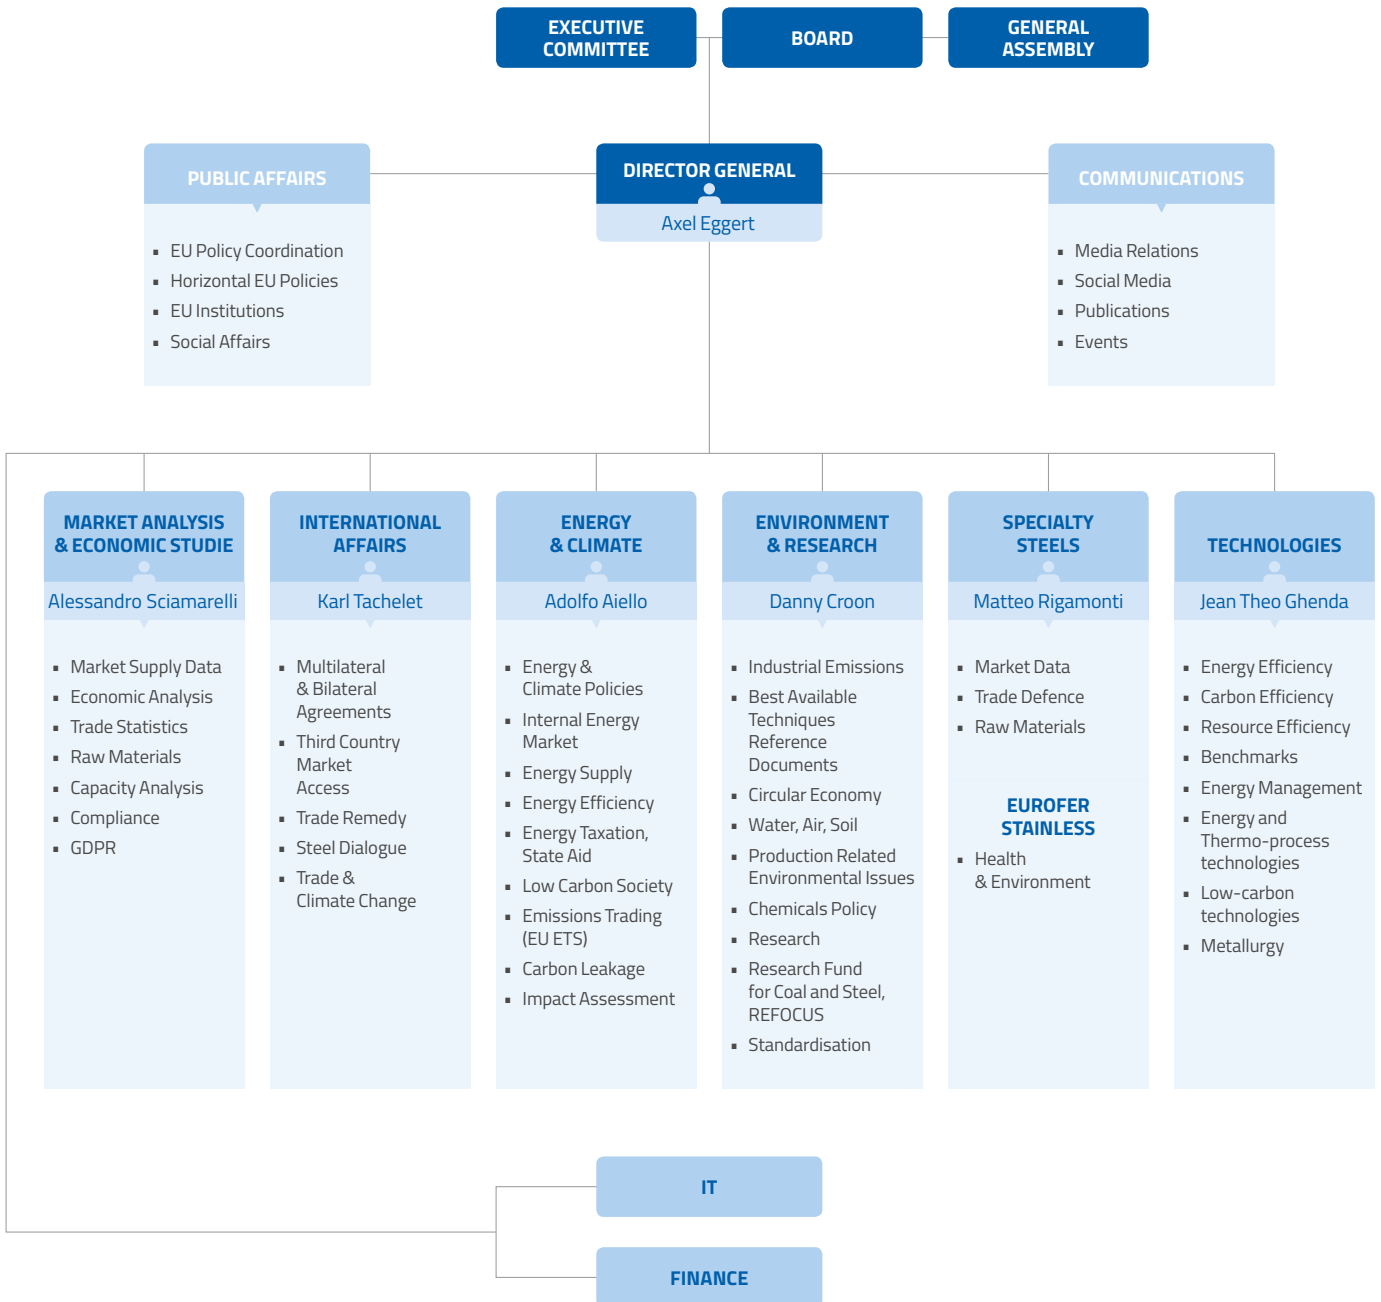 EXECUTIVE
COMMITTEE
BOARD
GENERAL
ASSEMBLY
PUBLIC AFFAIRS
▪ EU Policy Coordination
▪ Horizontal EU Policies
▪ EU Institutions
▪ Social Affairs
DIRECTOR GENERAL
Axel Eggert
COMMUNICATIONS
▪ Media Relations
▪ Social Media
▪ Publications
▪ Events
MARKET ANALYSIS
& ECONOMIC STUDIE
Alessandro Sciamarelli
▪ Market Supply Data
▪ Economic Analysis
▪ Trade Statistics
▪ Raw Materials
▪ Capacity Analysis
▪ Compliance
▪ GDPR
INTERNATIONAL
AFFAIRS
Karl Tachelet
▪ Multilateral
& Bilateral
Agreements
▪ Third Country
Market
Access
▪ Trade Remedy
▪ Steel Dialogue
▪ Trade &
Climate Change
ENERGY
& CLIMATE
Adolfo Aiello
▪ Energy &
Climate Policies
▪ Internal Energy
Market
▪ Energy Supply
▪ Energy Efficiency
▪ Energy Taxation,
State Aid
▪ Low Carbon Society
▪ Emissions Trading
(EU ETS)
▪ Carbon Leakage
▪ Impact Assessment
ENVIRONMENT
& RESEARCH
Danny Croon
▪ Industrial Emissions
▪ Best Available
Techniques
Reference
Documents
▪ Circular Economy
▪ Water, Air, Soil
▪ Production Related
Environmental Issues
▪ Chemicals Policy
▪ Research
▪ Research Fund
for Coal and Steel,
REFOCUS
▪ Standardisation
SPECIALTY
STEELS
Matteo Rigamonti
▪ Market Data
▪ Trade Defence
▪ Raw Materials
EUROFER
STAINLESS
▪ Health
& Environment
TECHNOLOGIES
Jean Theo Ghenda
▪ Energy Efficiency
▪ Carbon Efficiency
▪ Resource Efficiency
▪ Benchmarks
▪ Energy Management
▪ Energy and
Thermo-process
technologies
▪ Low-carbon
technologies
▪ Metallurgy
IT
FINANCE